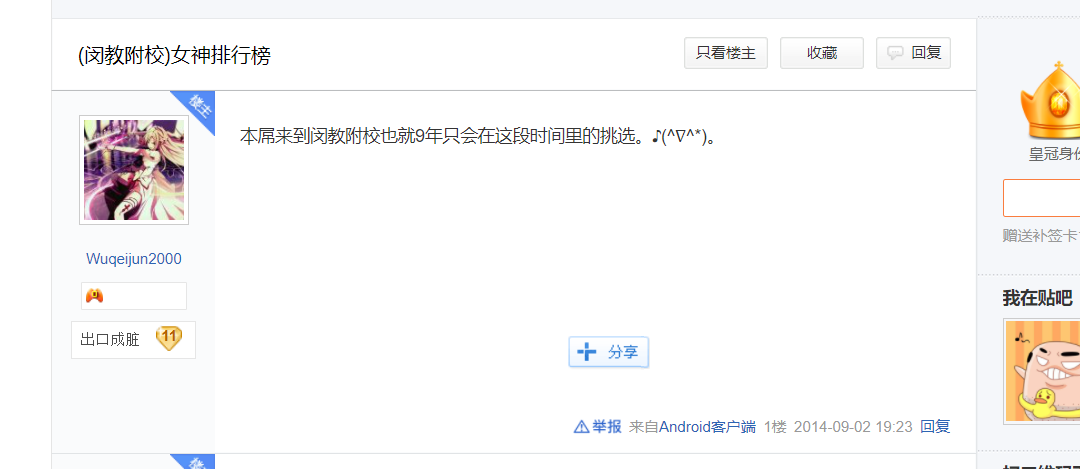 (闵教附校)女神排行榜
只看楼主
收藏
回复
楼主
本屌来到闵教附校也就9年只会在这段时间里的挑选。♪(^∇^*)。
皇冠身份
Wuqeijun2000
赠送补签卡
出口成脏 11
我在贴吧
分享
举报 来自Android客户端 1楼 2014-09-02 19:23 回复